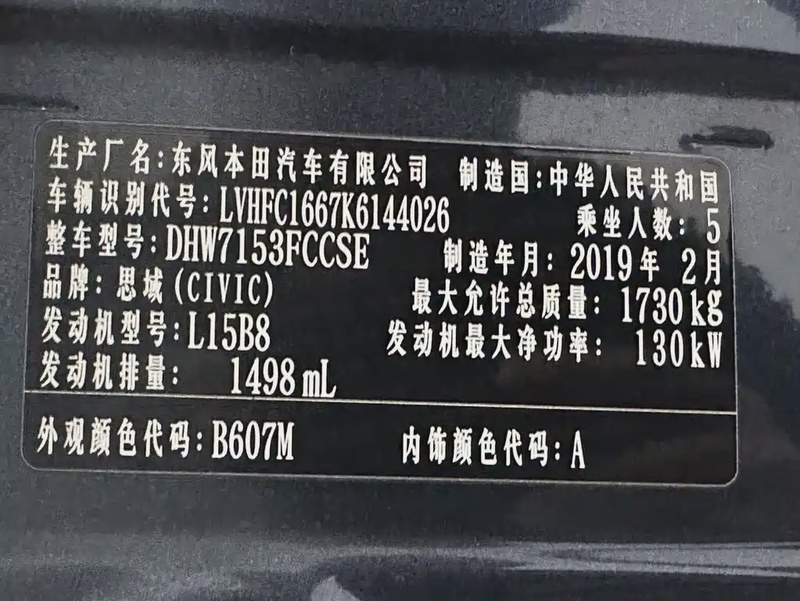 生产厂名:东风本田汽车有限公司 制造国:中华人民共和国
车辆识别代号:LVHFC1667K6144026 乘坐人数: 5
整车型号:DHW7153FCCSE 制造年月: 2019年 2月
品牌: 思域(CIVIC) 最大允许总质量: 1730kg
发动机型号:L15B8 发动机最大净功率: 130kW
发动机排量: 1498mL
外观颜色代码:B607M 内饰颜色代码:A